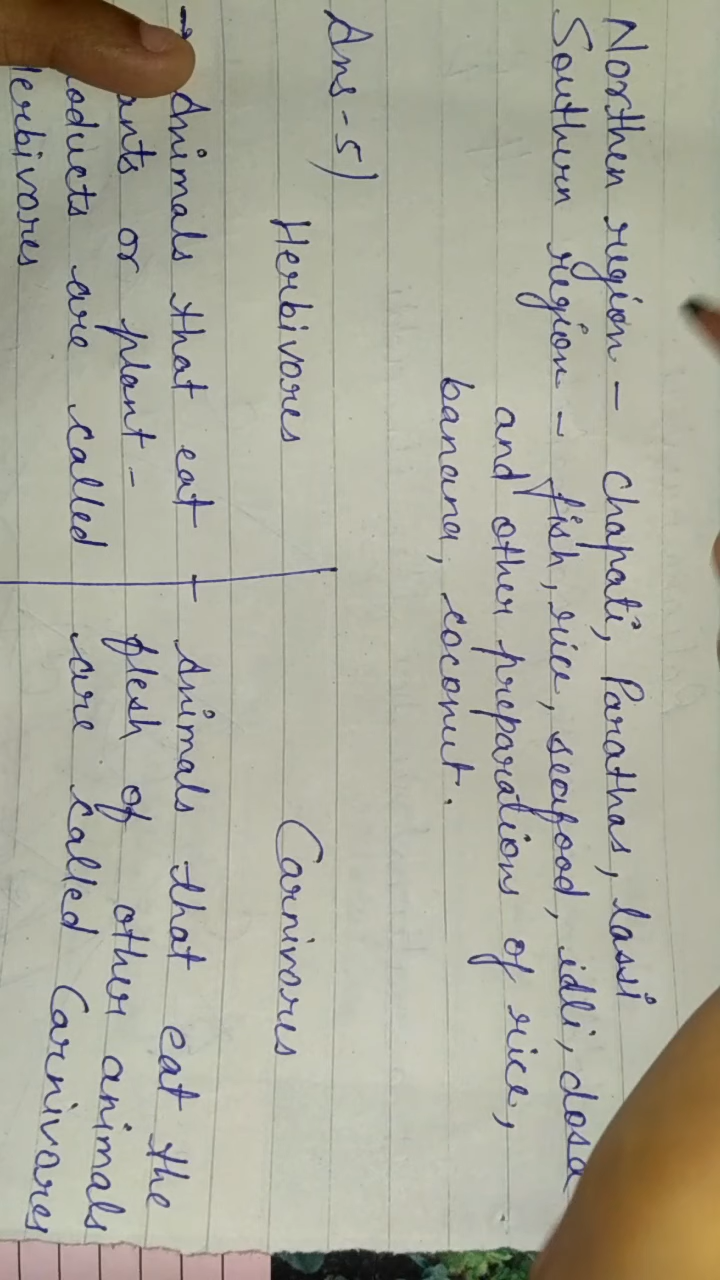 Northen region - Chapati, Parathas, lassi
Southern region - fish, rice, seafood, idli, dosa
and other preparations of rice,
banana, coconut.
Ans-5)
Herbivores Carnivores
→ Animals that eat - Animals that eat the
ants or plant- flesh of other animals
oducts are called are called Carnivores
erbivores